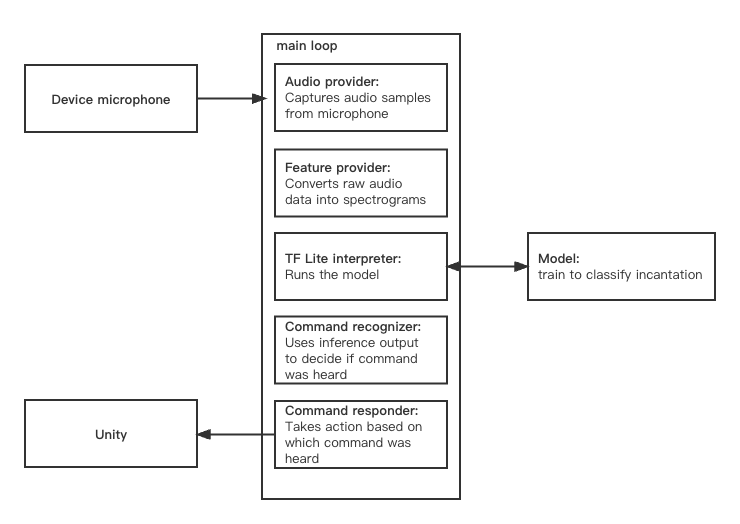 main loop
Audio provider:
Captures audio samples
from microphone
Device microphone
Feature provider:
Converts raw audio
data into spectrograms
TF Lite interpreter:
Runs the model
Model:
train to classify incantation
Command recognizer:
Uses inference output
to decide if command
was heard
Command responder:
Takes action based on
which command was
heard
Unity